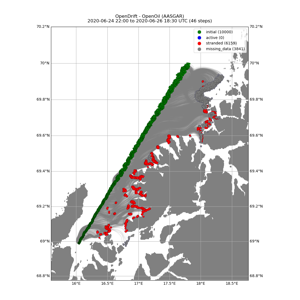 OpenDrift - OpenOil (AASGAR)
2020-06-24 22:00 to 2020-06-26 18:30 UTC (46 steps)
initial (10000)
active (0)
stranded (6159)
missing_data (3841)
70.2°N 70.2°N
70°N 70°N
69.8°N 69.8°N
69.6°N 69.6°N
69.4°N 69.4°N
69.2°N 69.2°N
69°N 69°N
68.8°N 68.8°N
16°E 16.5°E 17°E 17.5°E 18°E 18.5°E